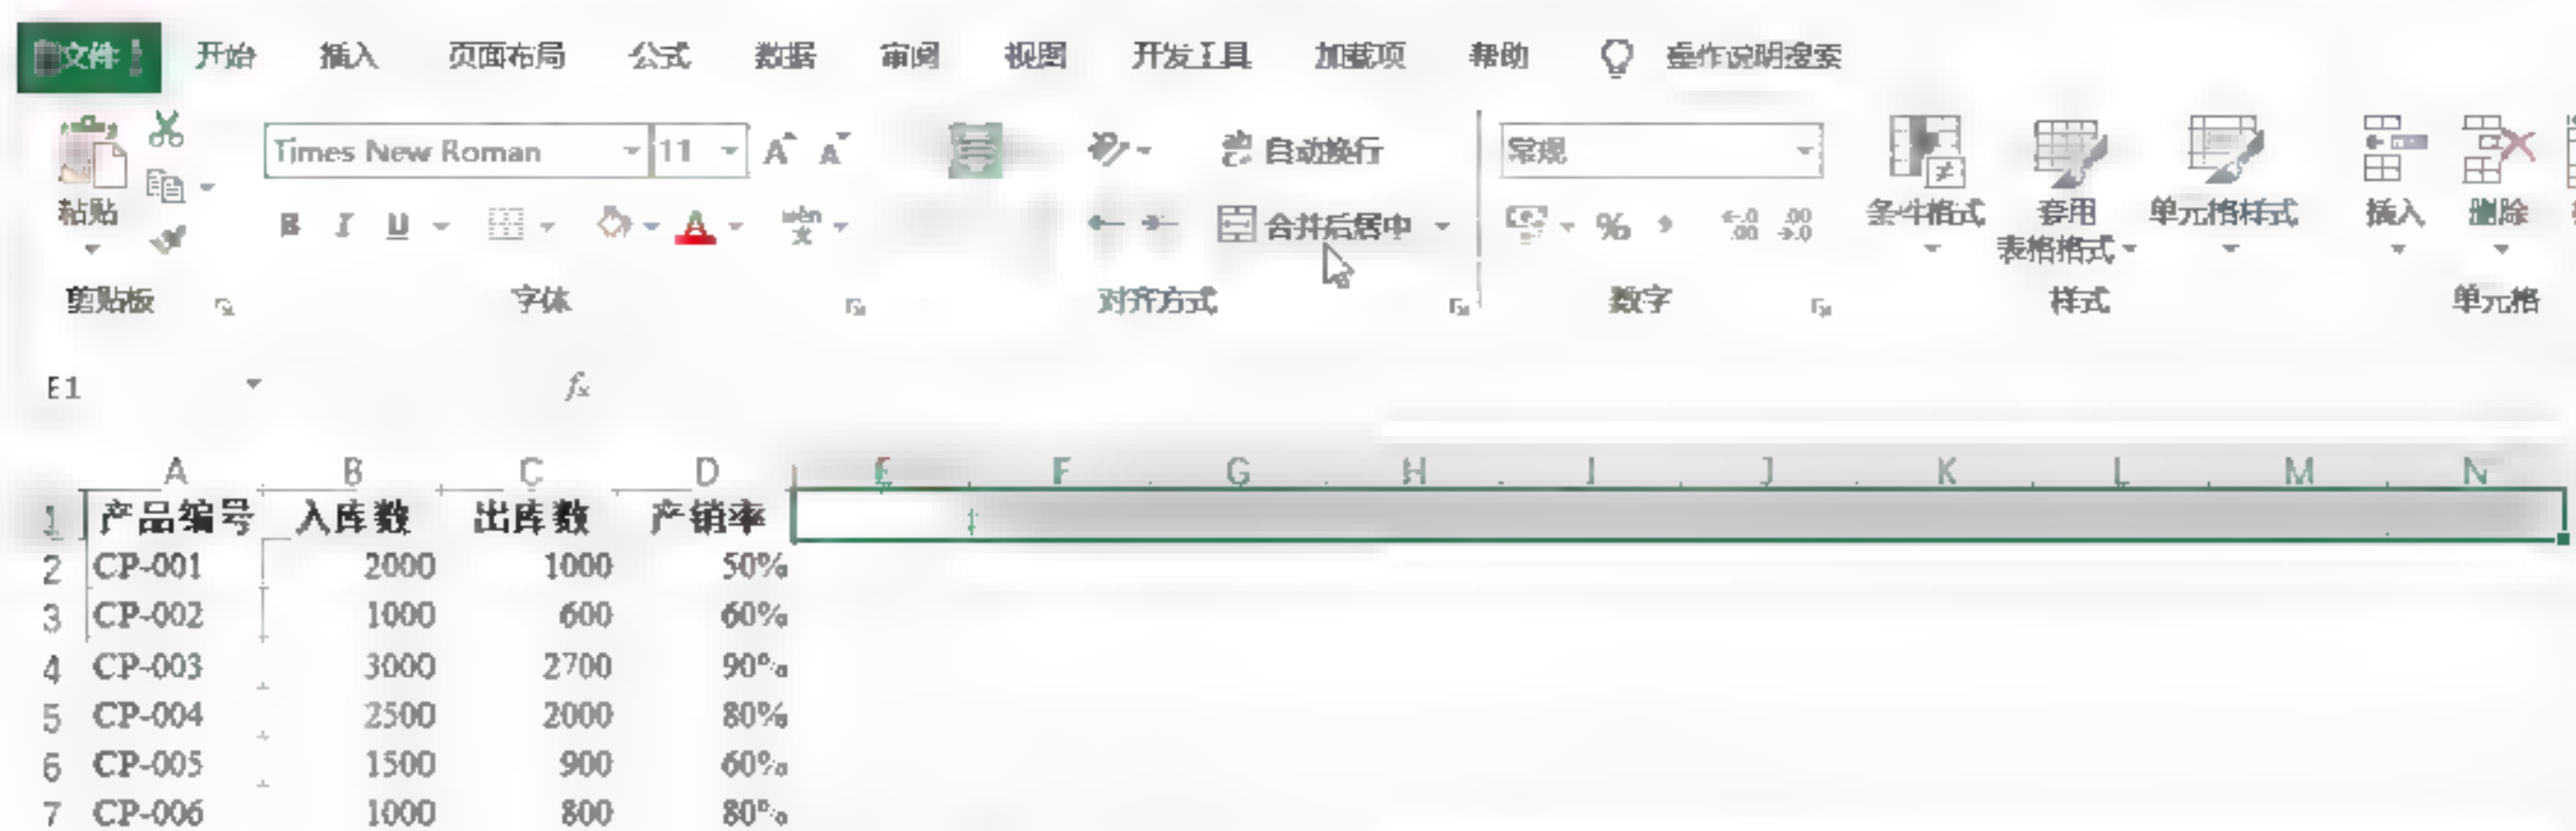 文件 开始 插入 页面布局 公式 数据 审阅 视图 开发工具 加载项 帮助 操作说明搜索
Times New Roman 11 A A 自动换行 常规
粘贴 B I U A wén 文 合并后居中 % , 条件格式 套用 单元格样式 插入 删除
表格格式
剪贴板 字体 对齐方式 数字 样式 单元格
E1 fx
A B C D E F G H I J K L M N
1 产品编号 入库数 出库数 产销率
2 CP-001 2000 1000 50%
3 CP-002 1000 600 60%
4 CP-003 3000 2700 90%
5 CP-004 2500 2000 80%
6 CP-005 1500 900 60%
7 CP-006 1000 800 80%